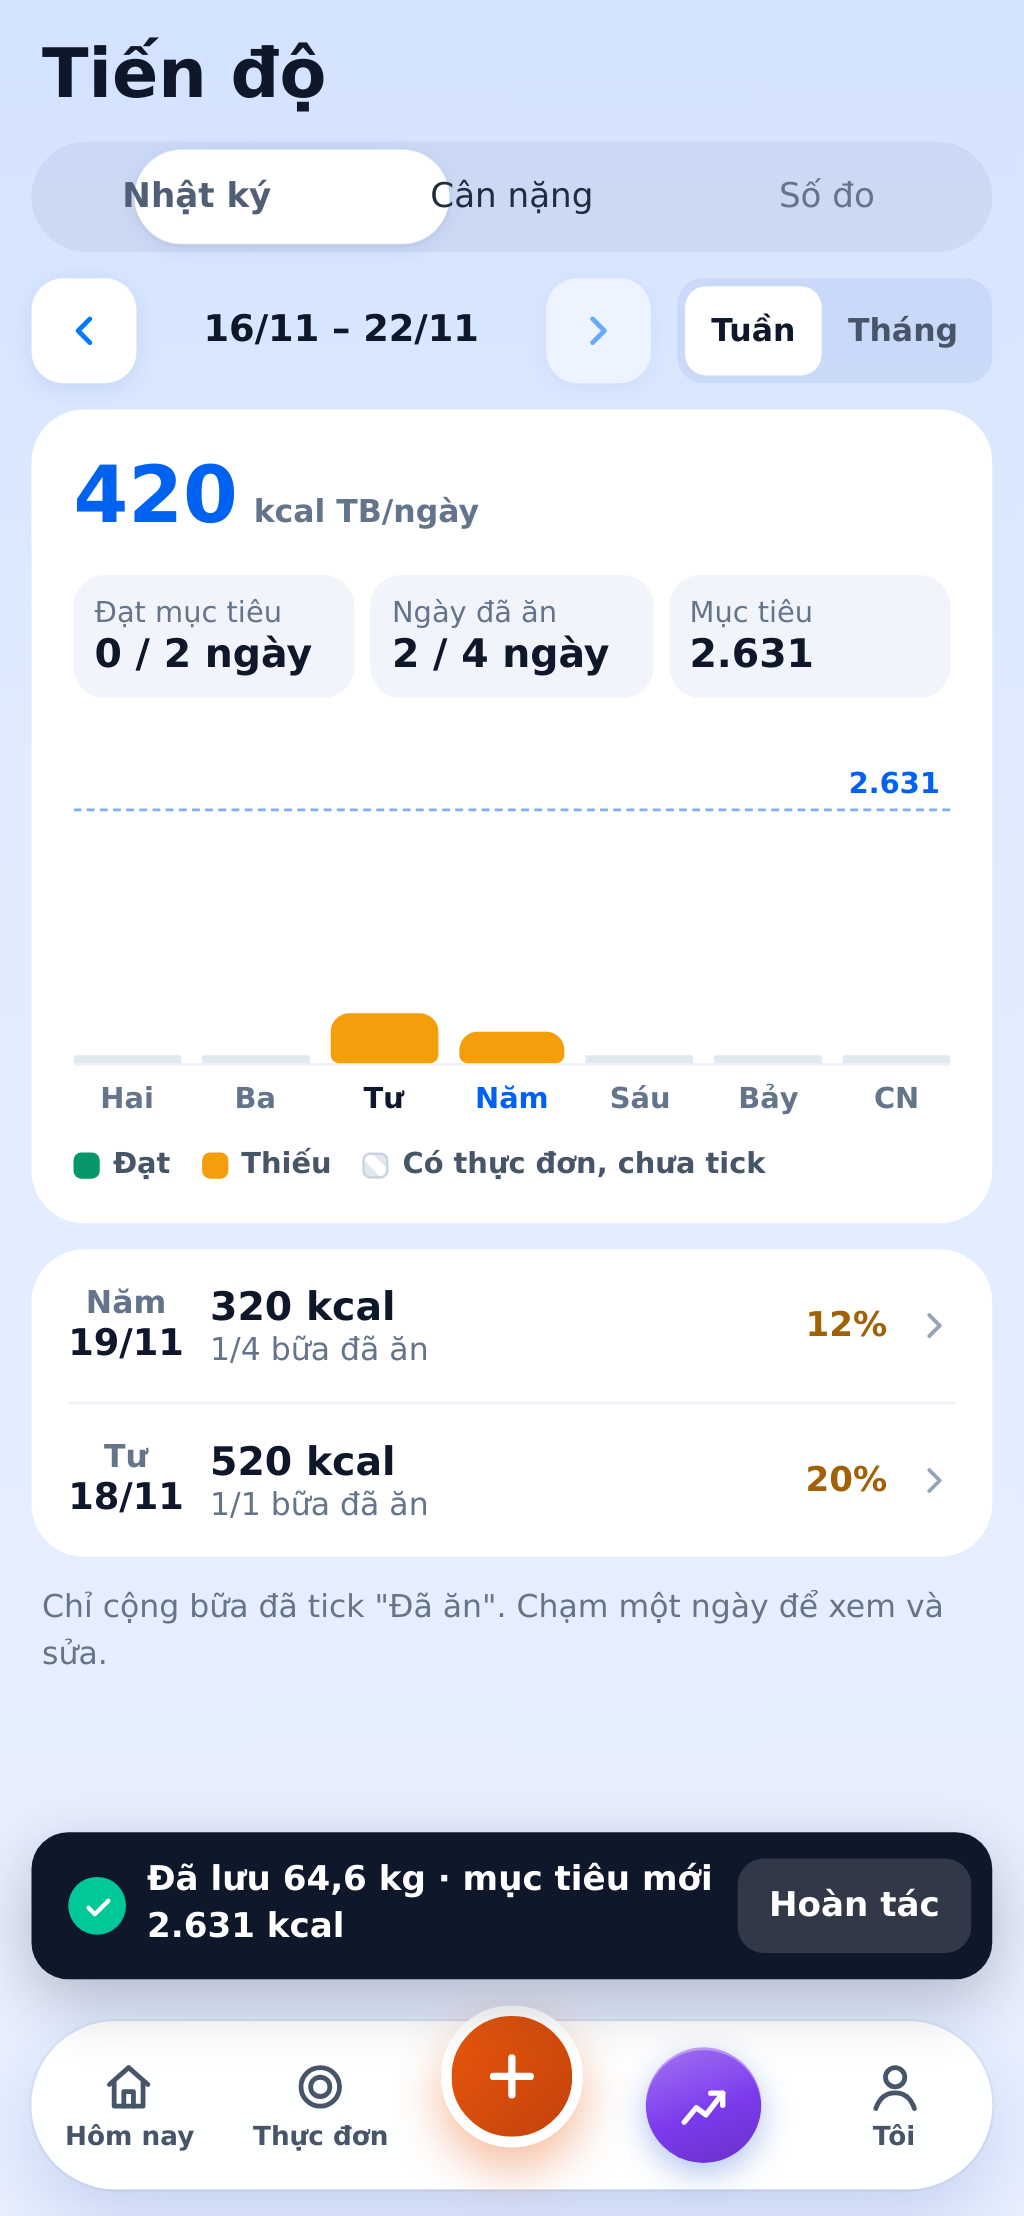 Tiến độ
Nhật ký Cân nặng Số đo
16/11 – 22/11 Tuần Tháng
420 kcal TB/ngày
Đạt mục tiêu Ngày đã ăn Mục tiêu
0 / 2 ngày 2 / 4 ngày 2.631
2.631
Hai Ba Tư Năm Sáu Bảy CN
Đạt Thiếu Có thực đơn, chưa tick
Năm 320 kcal
19/11 1/4 bữa đã ăn 12%
Tư 520 kcal
18/11 1/1 bữa đã ăn 20%
Chỉ cộng bữa đã tick "Đã ăn". Chạm một ngày để xem và
sửa.
Đã lưu 64,6 kg · mục tiêu mới
2.631 kcal
Hoàn tác
Hôm nay Thực đơn Tôi